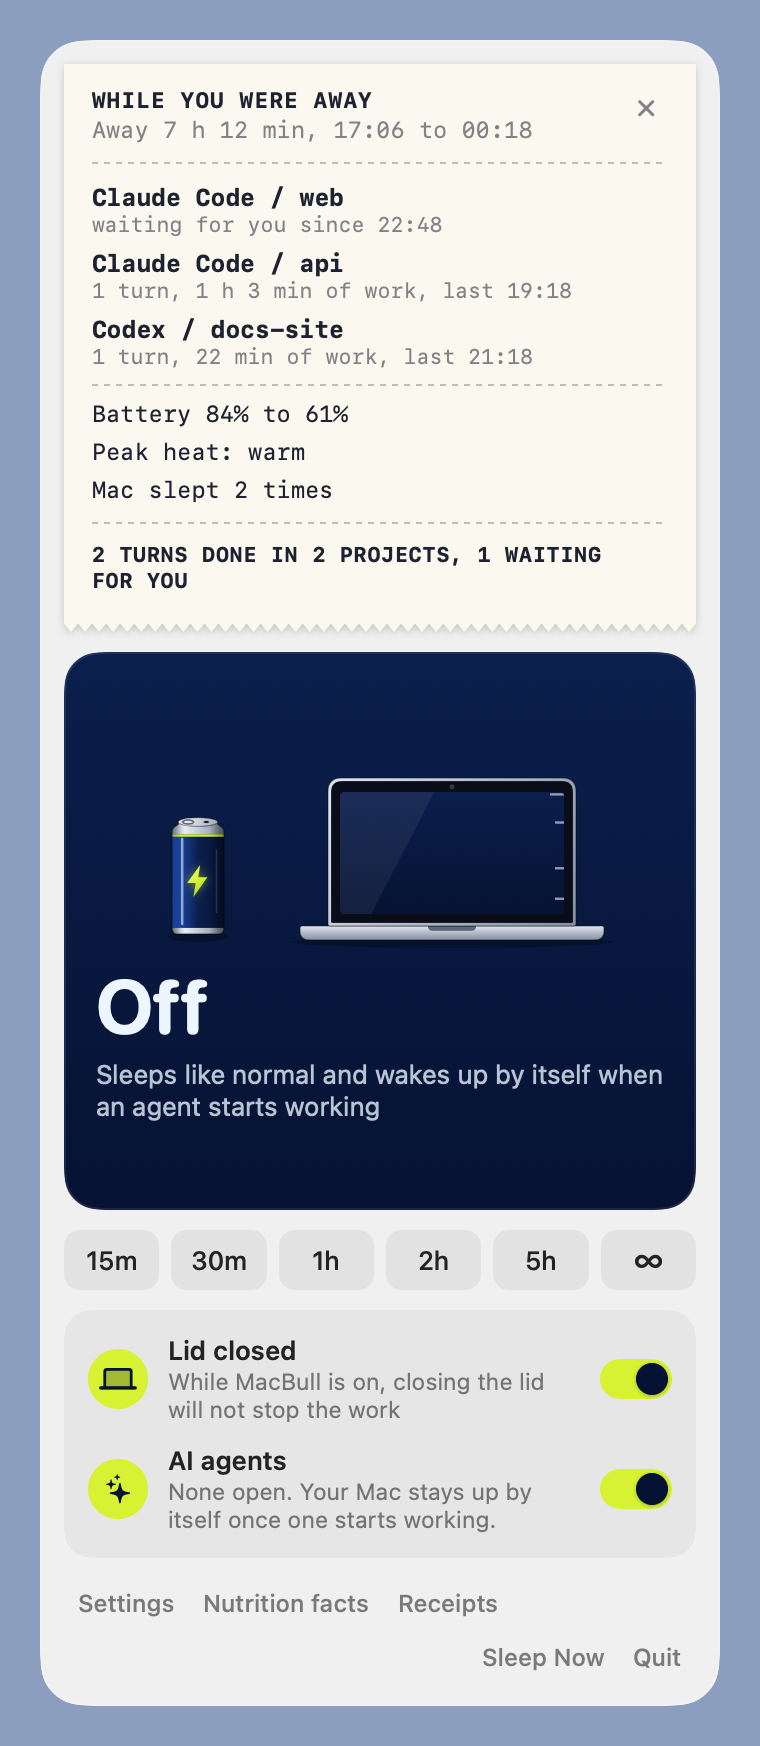 WHILE YOU WERE AWAY
Away 7 h 12 min, 17:06 to 00:18
Claude Code / web
waiting for you since 22:48
Claude Code / api
1 turn, 1 h 3 min of work, last 19:18
Codex / docs-site
1 turn, 22 min of work, last 21:18
Battery 84% to 61%
Peak heat: warm
Mac slept 2 times
2 TURNS DONE IN 2 PROJECTS, 1 WAITING
FOR YOU
Off
Sleeps like normal and wakes up by itself when
an agent starts working
15m 30m 1h 2h 5h ∞
Lid closed
While MacBull is on, closing the lid
will not stop the work
AI agents
None open. Your Mac stays up by
itself once one starts working.
Settings Nutrition facts Receipts
Sleep Now Quit